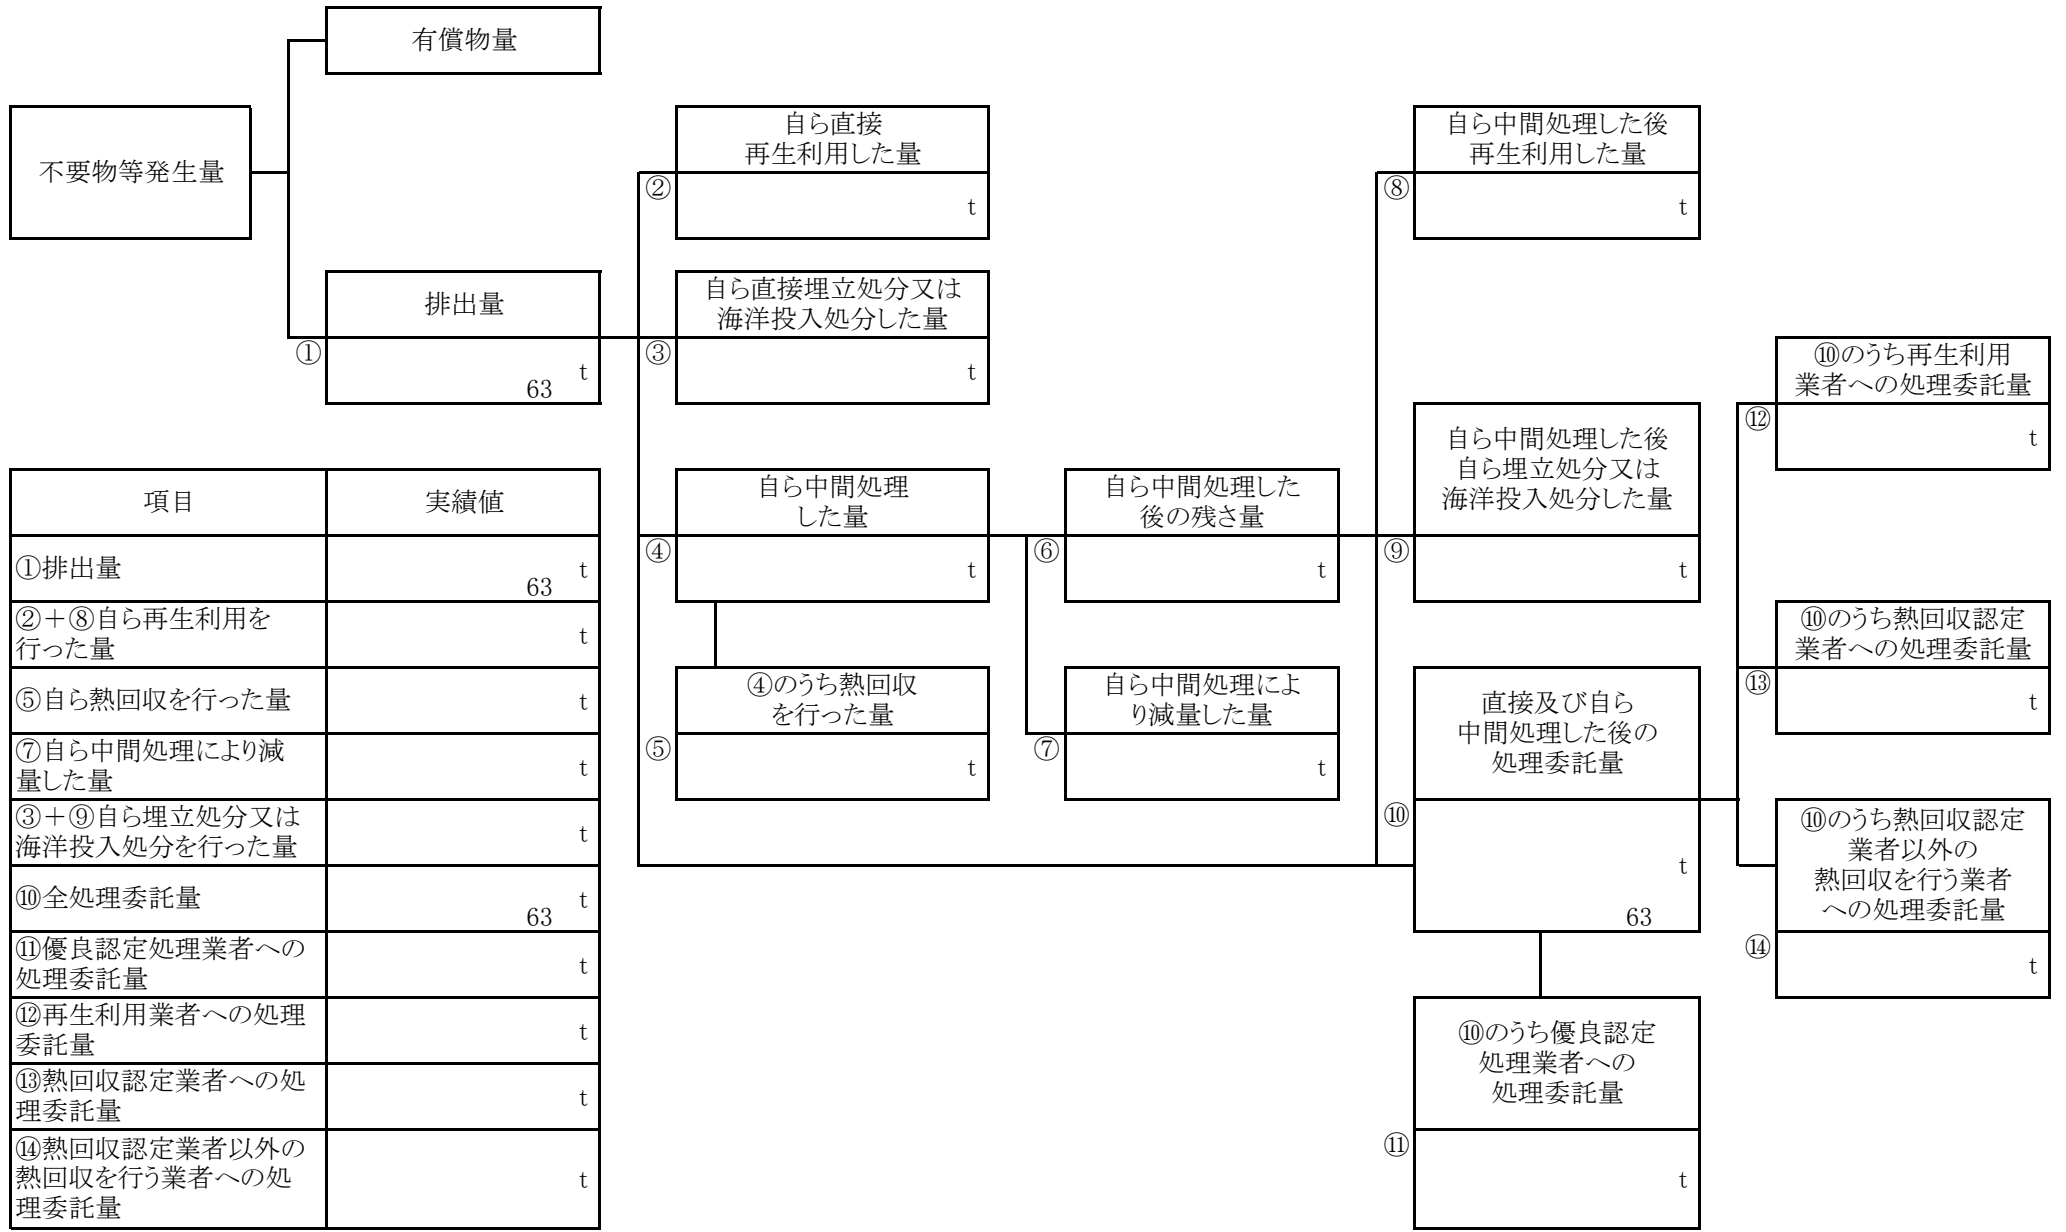 有償物量
不要物等発生量
排出量
①
t
63
自ら直接
再生利用した量
②
t
自ら直接埋立処分又は
海洋投入処分した量
③
t
自ら中間処理
した量
④
t
④のうち熱回収
を行った量
⑤
t
自ら中間処理した
後の残さ量
⑥
t
自ら中間処理によ
り減量した量
⑦
t
自ら中間処理した後
再生利用した量
⑧
t
自ら中間処理した後
自ら埋立処分又は
海洋投入処分した量
⑨
t
直接及び自ら
中間処理した後の
処理委託量
⑩
t
63
⑩のうち優良認定
処理業者への
処理委託量
⑪
t
⑩のうち再生利用
業者への処理委託量
⑫
t
⑩のうち熱回収認定
業者への処理委託量
⑬
t
⑩のうち熱回収認定
業者以外の
熱回収を行う業者
への処理委託量
⑭
t
項目 実績値
①排出量 t
63
②＋⑧自ら再生利用を
行った量 t
⑤自ら熱回収を行った量 t
⑦自ら中間処理により減
量した量 t
③＋⑨自ら埋立処分又は
海洋投入処分を行った量 t
⑩全処理委託量 t
63
⑪優良認定処理業者への
処理委託量 t
⑫再生利用業者への処理
委託量 t
⑬熱回収認定業者への処
理委託量 t
⑭熱回収認定業者以外の
熱回収を行う業者への処 t
理委託量